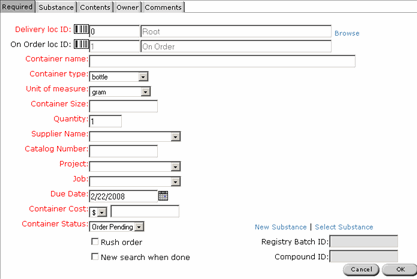 Required Substance Contents Owner Comments
Delivery loc ID: 0 Root Browse
On Order loc ID: 1 On Order
Container name:
Container type: bottle
Unit of measure: gram
Container Size:
Quantity: 1
Supplier Name:
Catalog Number:
Project:
Job:
Due Date: 2/22/2008
Container Cost: $
Container Status: Order Pending New Substance | Select Substance
Rush order Registry Batch ID:
New search when done Compound ID:
Cancel OK